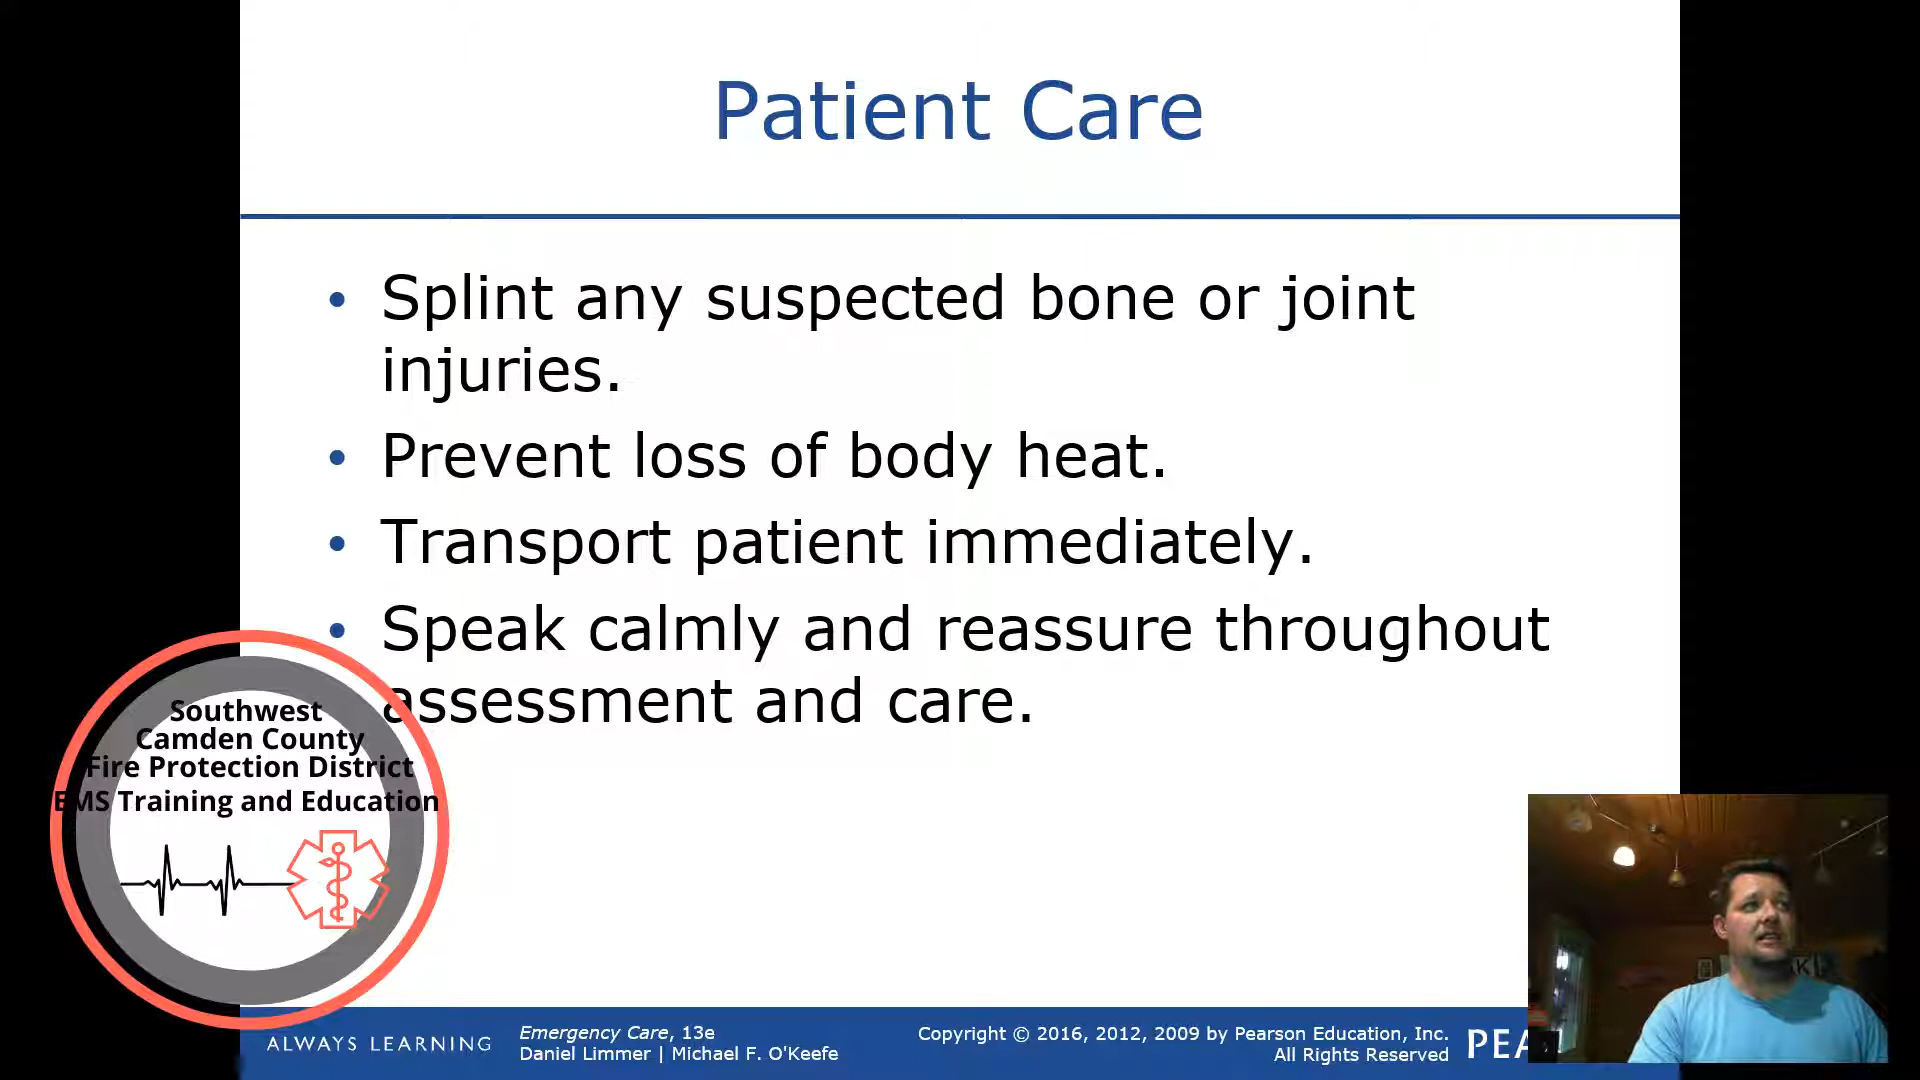 Patient Care
• Splint any suspected bone or joint
injuries.
• Prevent loss of body heat.
• Transport patient immediately.
• Speak calmly and reassure throughout
assessment and care.
Southwest
Camden County
Fire Protection District
EMS Training and Education
ALWAYS LEARNING
Emergency Care, 13e
Daniel Limmer | Michael F. O'Keefe
Copyright © 2016, 2012, 2009 by Pearson Education, Inc.
All Rights Reserved